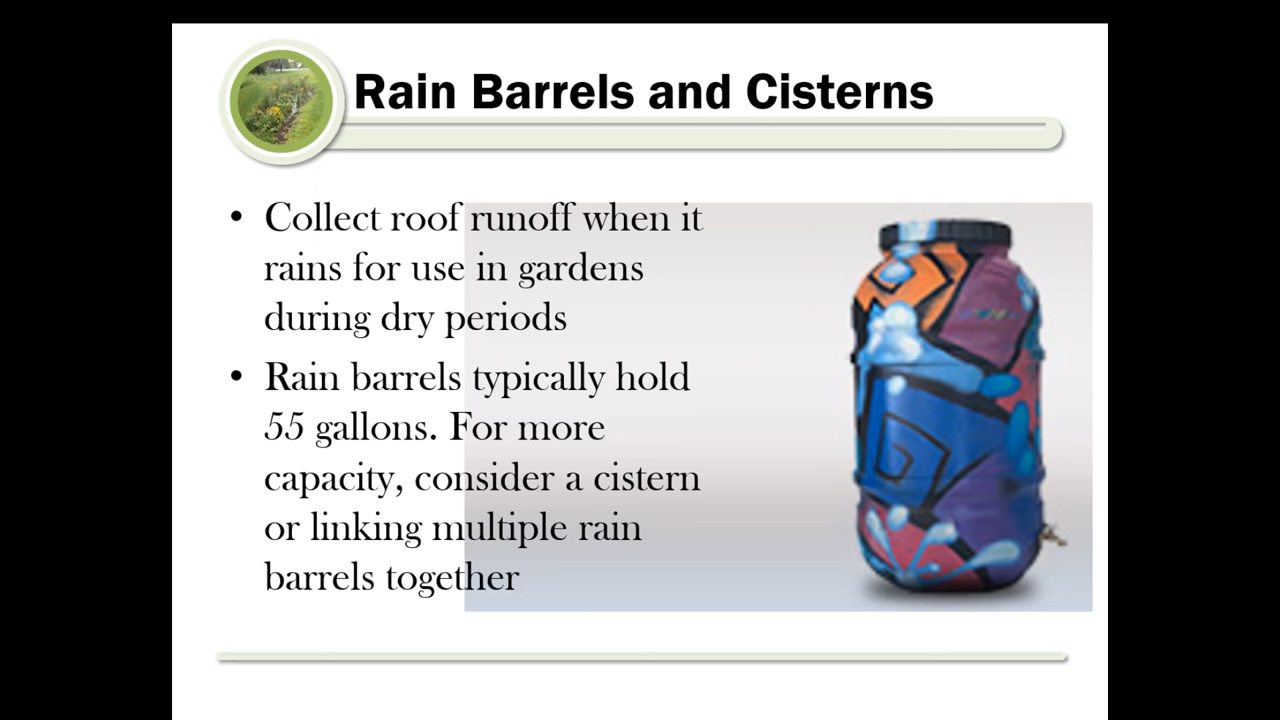 Rain Barrels and Cisterns
• Collect roof runoff when it
rains for use in gardens
during dry periods
• Rain barrels typically hold
55 gallons. For more
capacity, consider a cistern
or linking multiple rain
barrels together